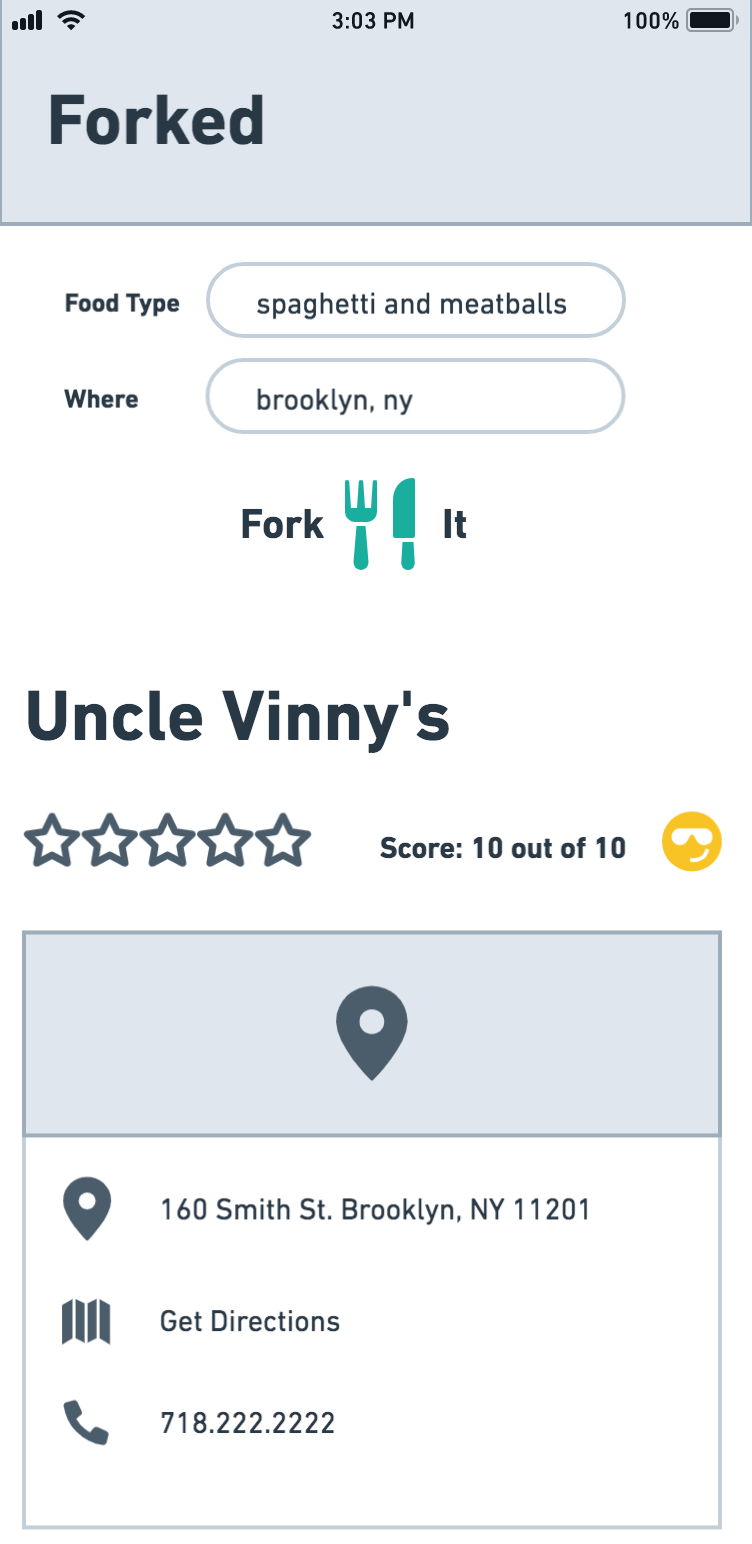 3:03 PM 100%
Forked
Food Type spaghetti and meatballs
Where brooklyn, ny
Fork It
Uncle Vinny's
Score: 10 out of 10
160 Smith St. Brooklyn, NY 11201
Get Directions
718.222.2222